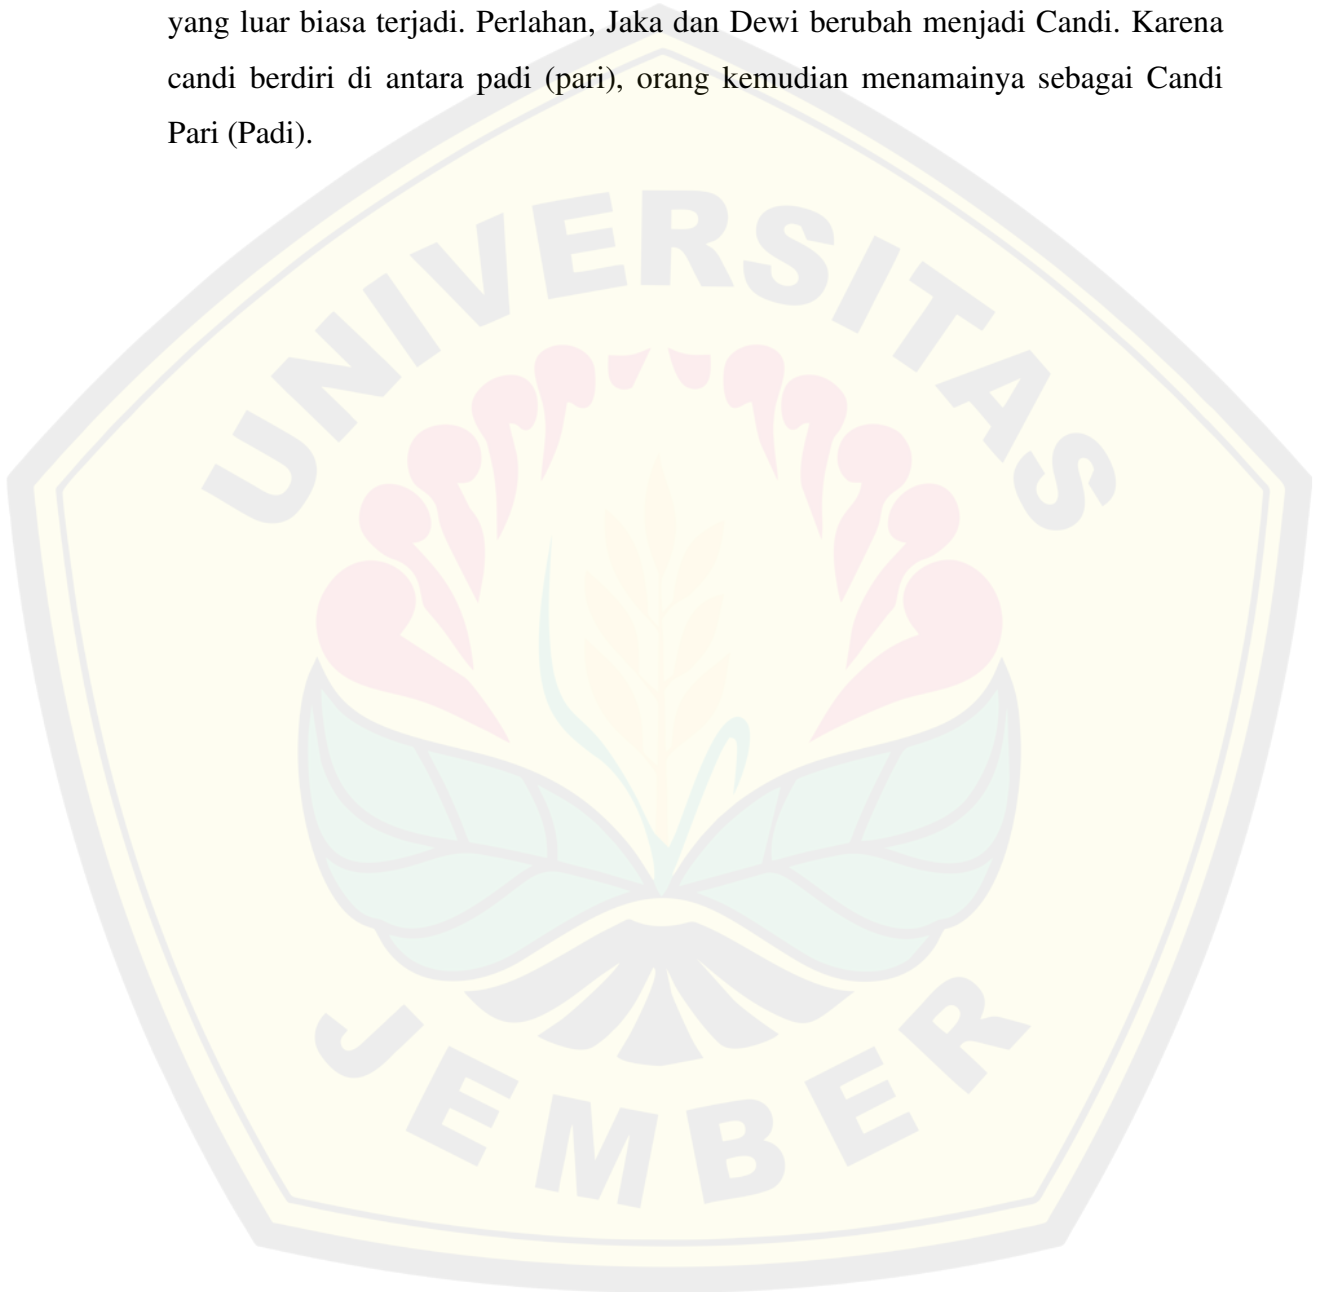 yang luar biasa terjadi. Perlahan, Jaka dan Dewi berubah menjadi Candi. Karena
candi berdiri di antara padi (pari), orang kemudian menamainya sebagai Candi
Pari (Padi).
UNIVERSITAS
JEMBER